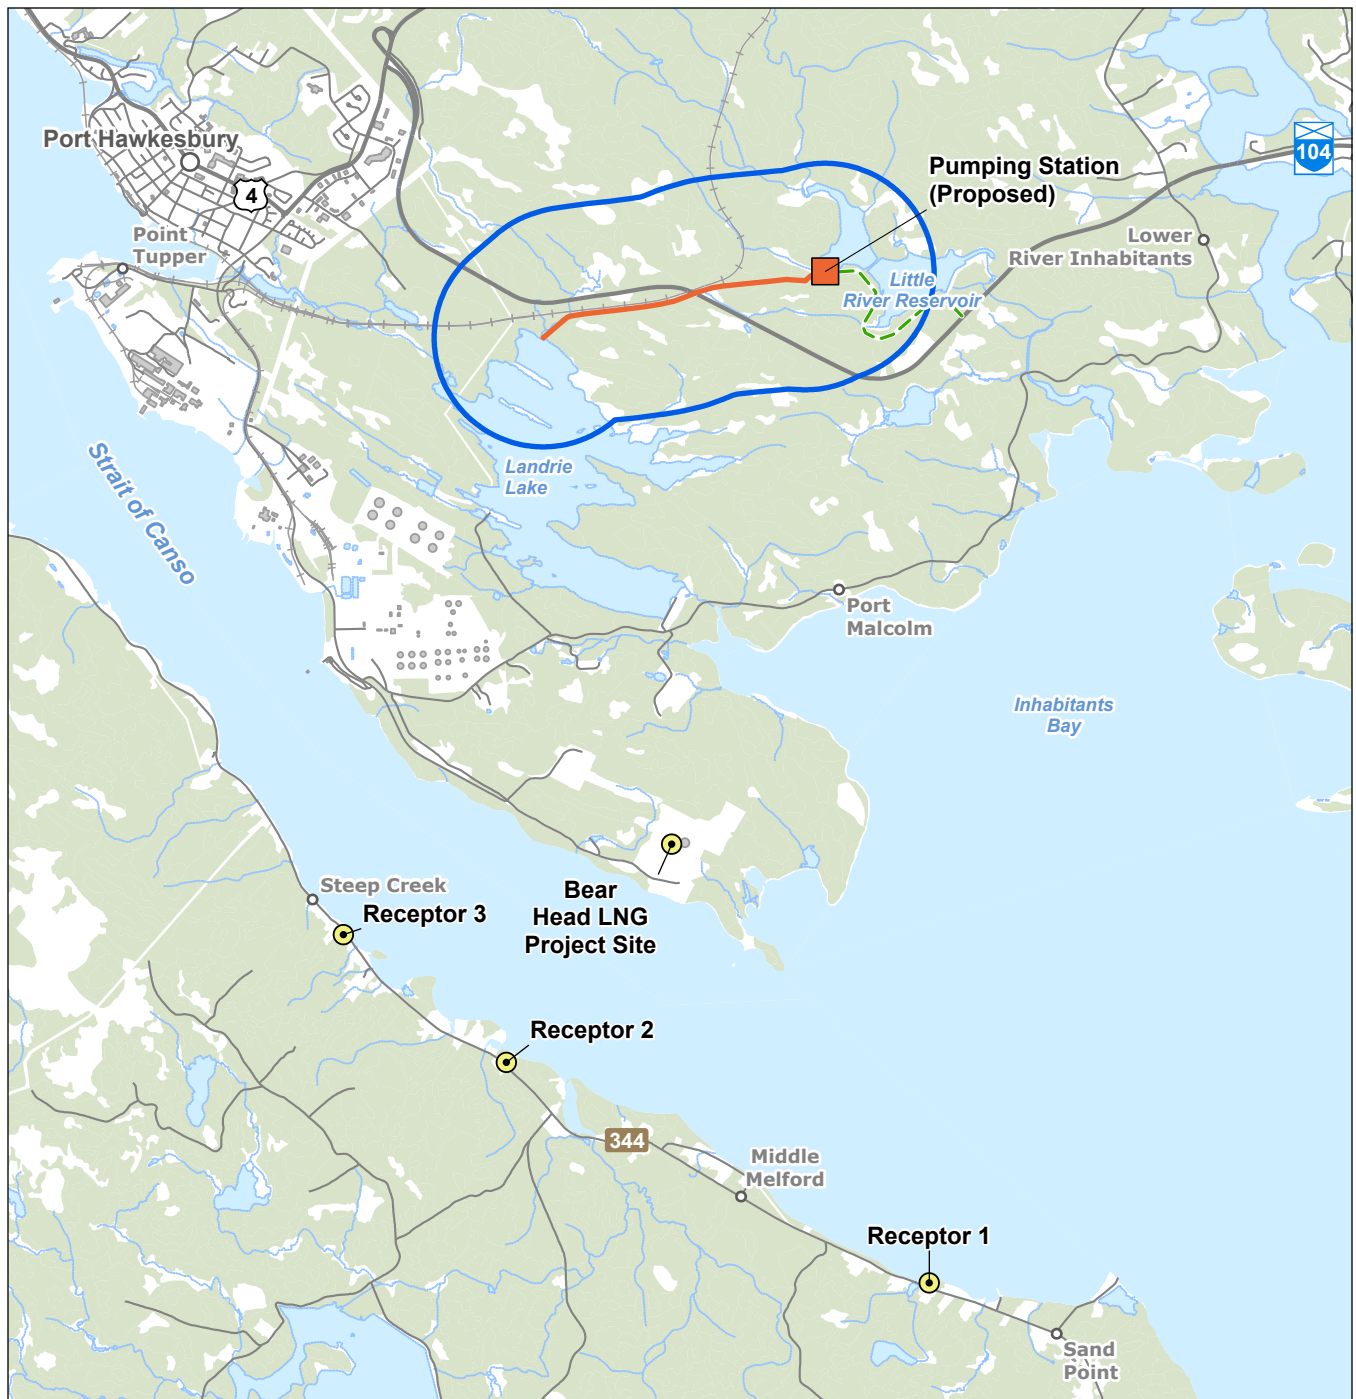 Port Hawkesbury
4
Point
Tupper
Pumping Station
(Proposed)
104
Lower
River Inhabitants
Little
River Reservoir
Strait of Canso
Landrie
Lake
Port
Malcolm
Inhabitants
Bay
Bear
Head LNG
Project Site
Steep Creek
Receptor 3
Receptor 2
344
Middle
Melford
Receptor 1
Sand
Point